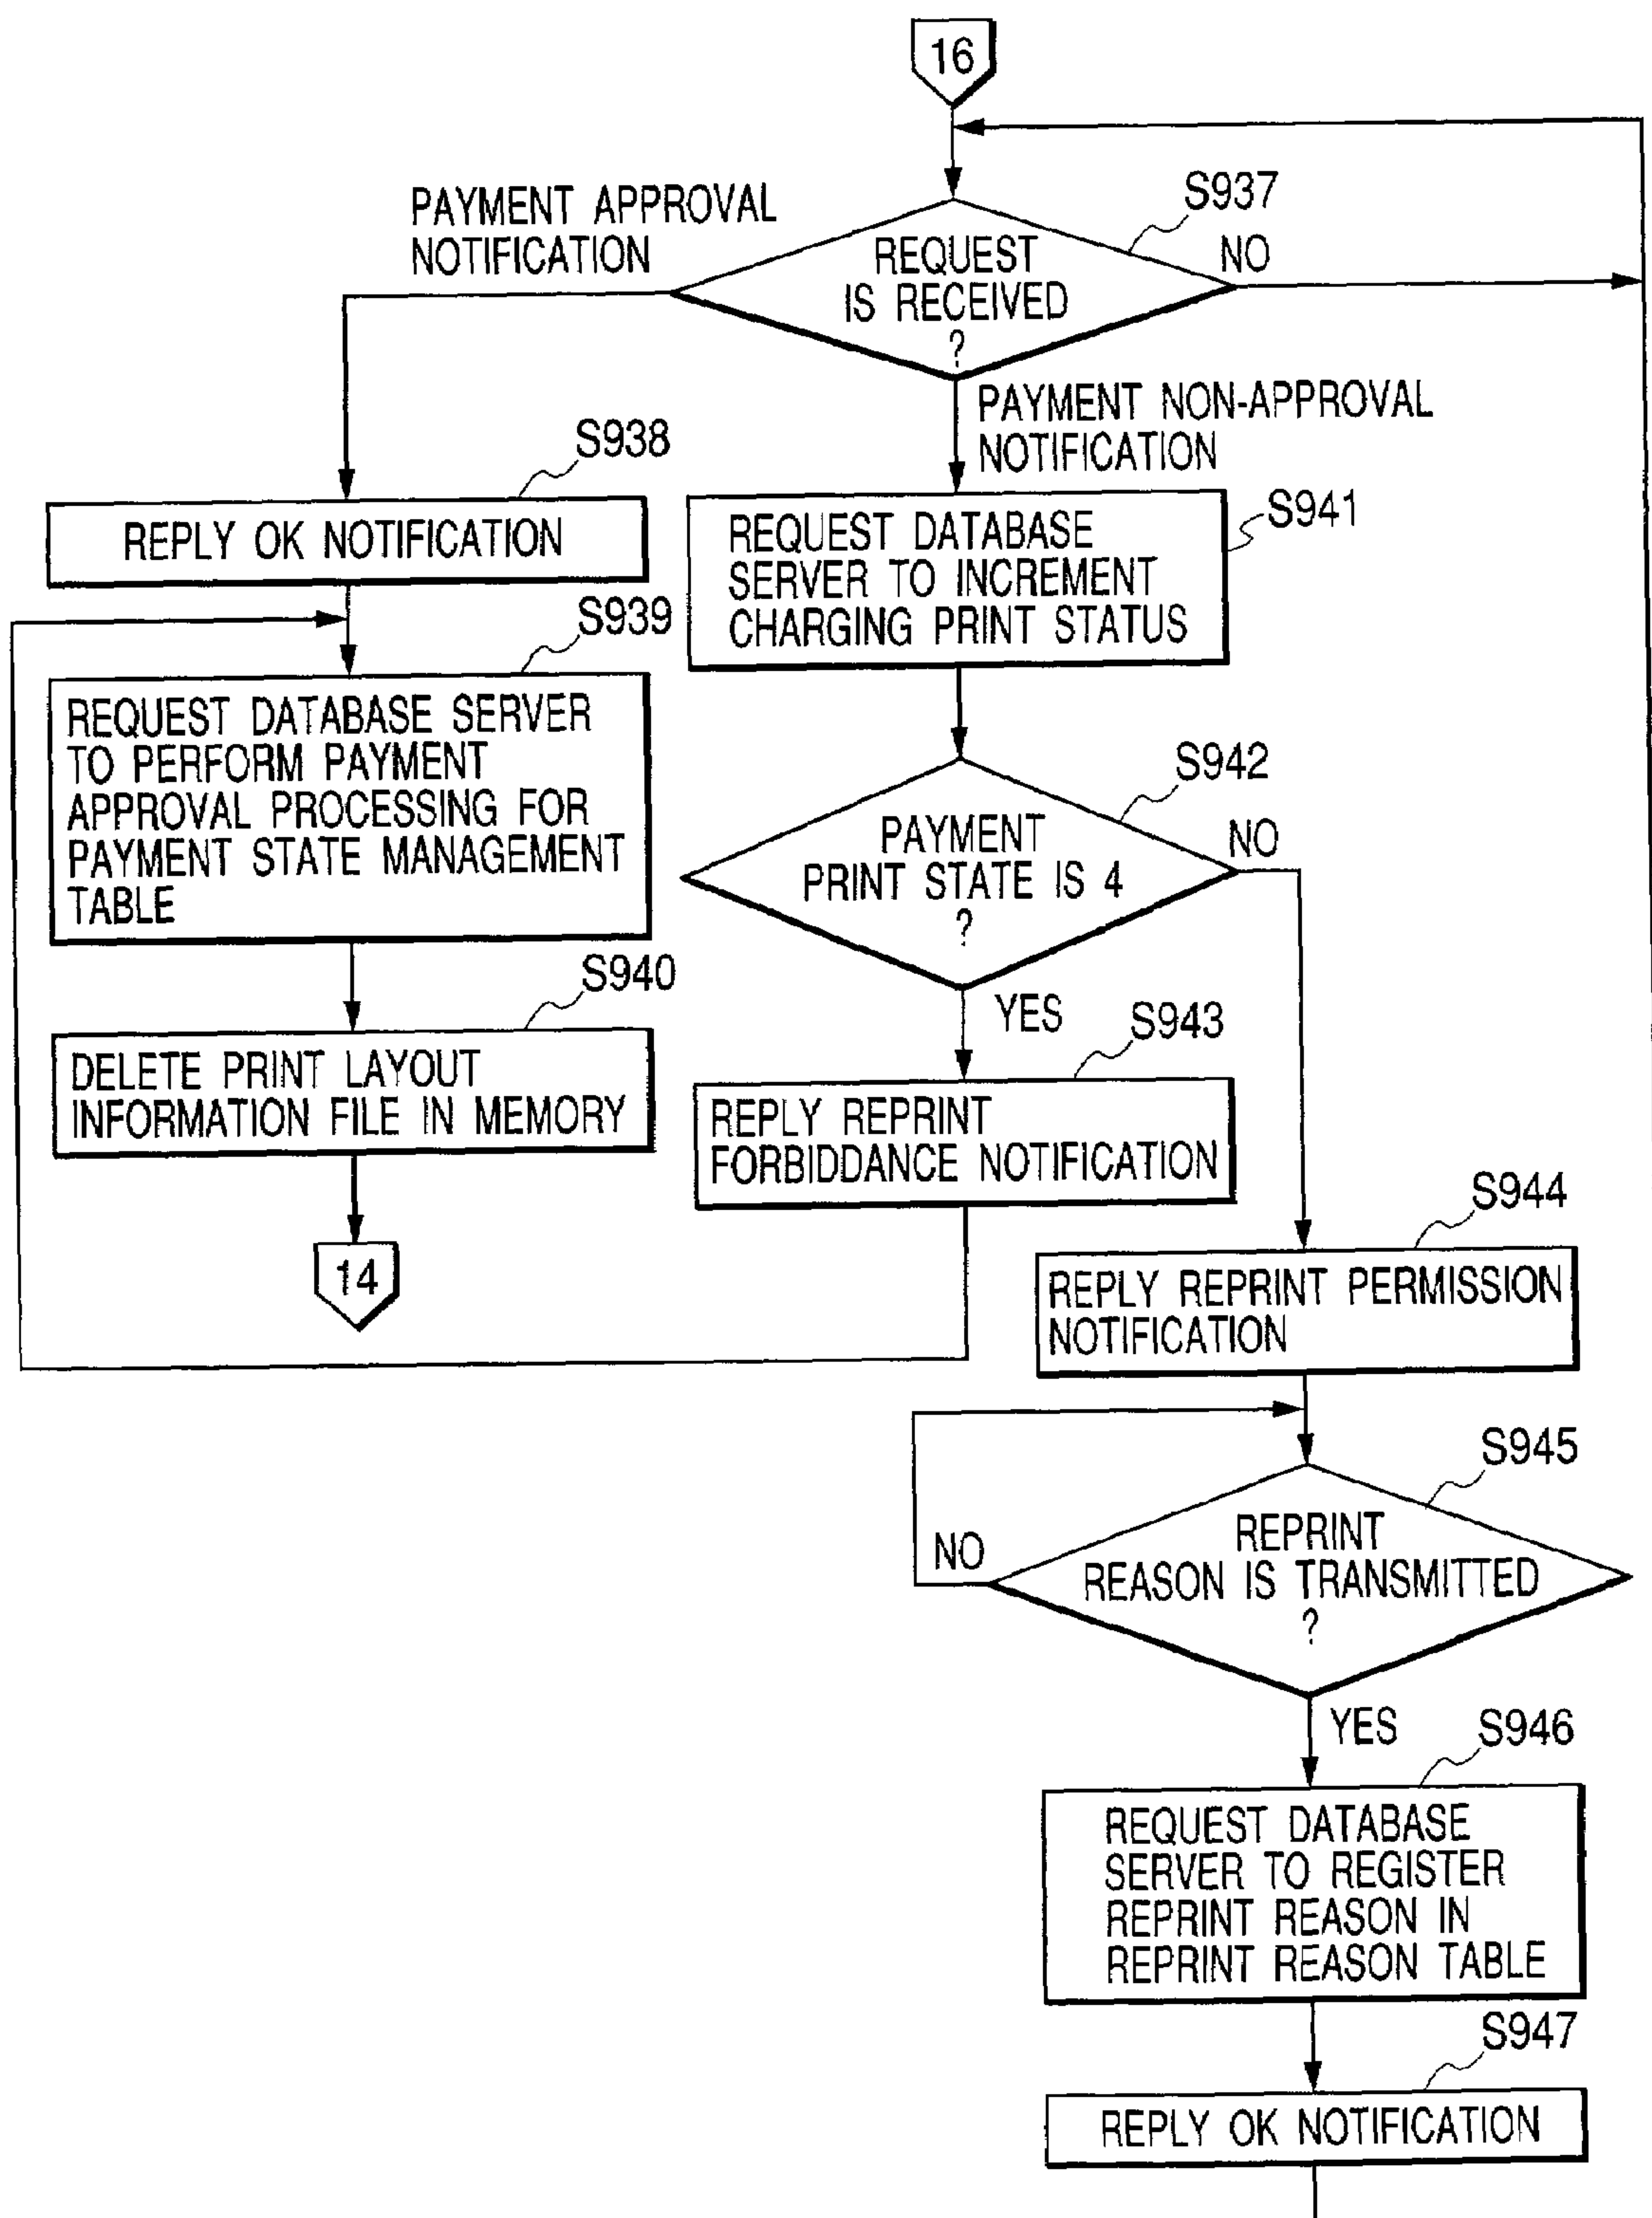 16
S937
PAYMENT APPROVAL
NOTIFICATION
REQUEST
IS RECEIVED
?
NO
PAYMENT NON-APPROVAL
NOTIFICATION
S938
REPLY OK NOTIFICATION
S941
REQUEST DATABASE
SERVER TO INCREMENT
CHARGING PRINT STATUS
S939
REQUEST DATABASE SERVER
TO PERFORM PAYMENT
APPROVAL PROCESSING FOR
PAYMENT STATE MANAGEMENT
TABLE
S942
PAYMENT
PRINT STATE IS 4
?
NO
YES
S940
DELETE PRINT LAYOUT
INFORMATION FILE IN MEMORY
S943
REPLY REPRINT
FORBIDDANCE NOTIFICATION
14
S944
REPLY REPRINT PERMISSION
NOTIFICATION
S945
REPRINT
REASON IS TRANSMITTED
?
NO
YES
S946
REQUEST DATABASE
SERVER TO REGISTER
REPRINT REASON IN
REPRINT REASON TABLE
S947
REPLY OK NOTIFICATION